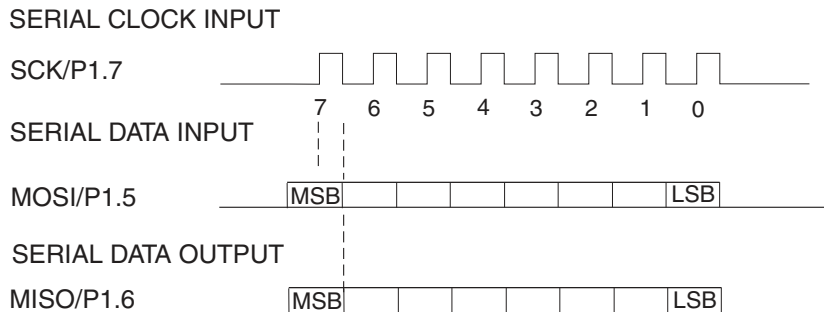 SERIAL CLOCK INPUT
SCK/P1.7
7 6 5 4 3 2 1 0
SERIAL DATA INPUT
MOSI/P1.5 MSB LSB
SERIAL DATA OUTPUT
MISO/P1.6 MSB LSB